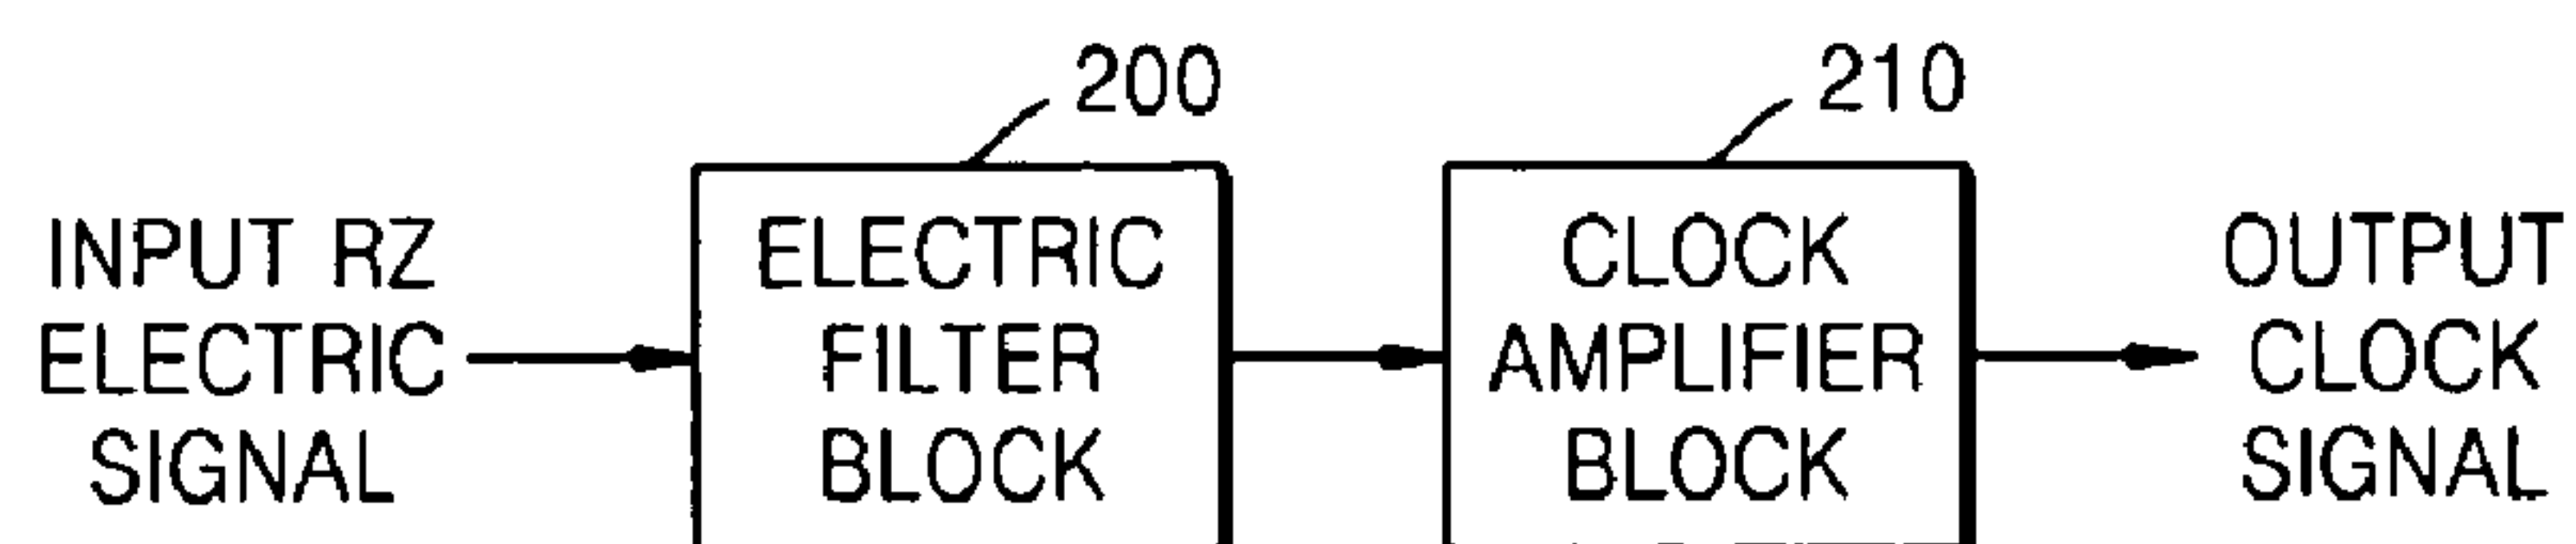 200
210
INPUT RZ
ELECTRIC
SIGNAL
ELECTRIC
FILTER
BLOCK
CLOCK
AMPLIFIER
BLOCK
OUTPUT
CLOCK
SIGNAL